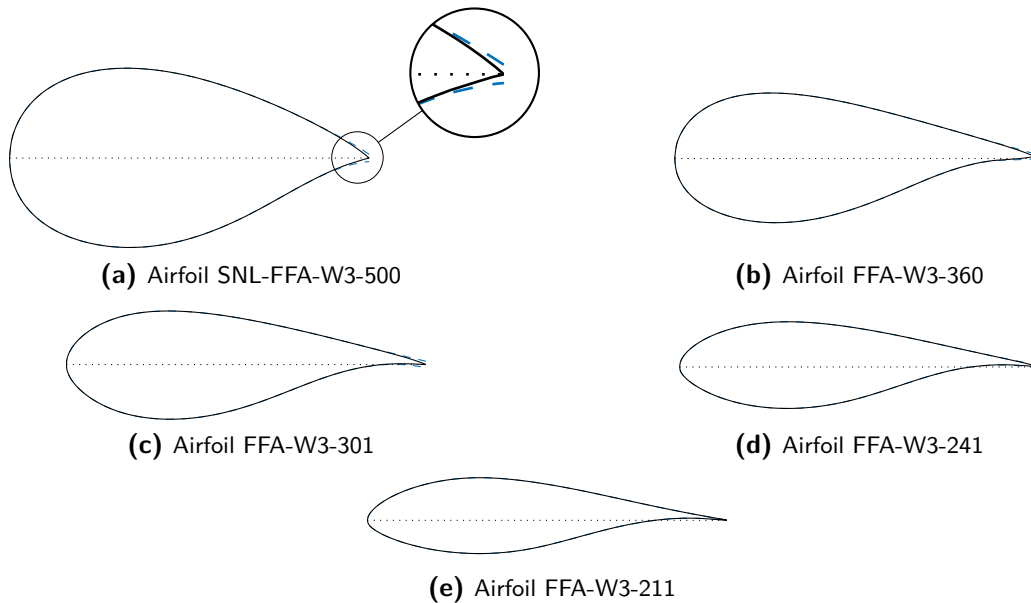 (a) Airfoil SNL-FFA-W3-500
(b) Airfoil FFA-W3-360
(c) Airfoil FFA-W3-301
(d) Airfoil FFA-W3-241
(e) Airfoil FFA-W3-211